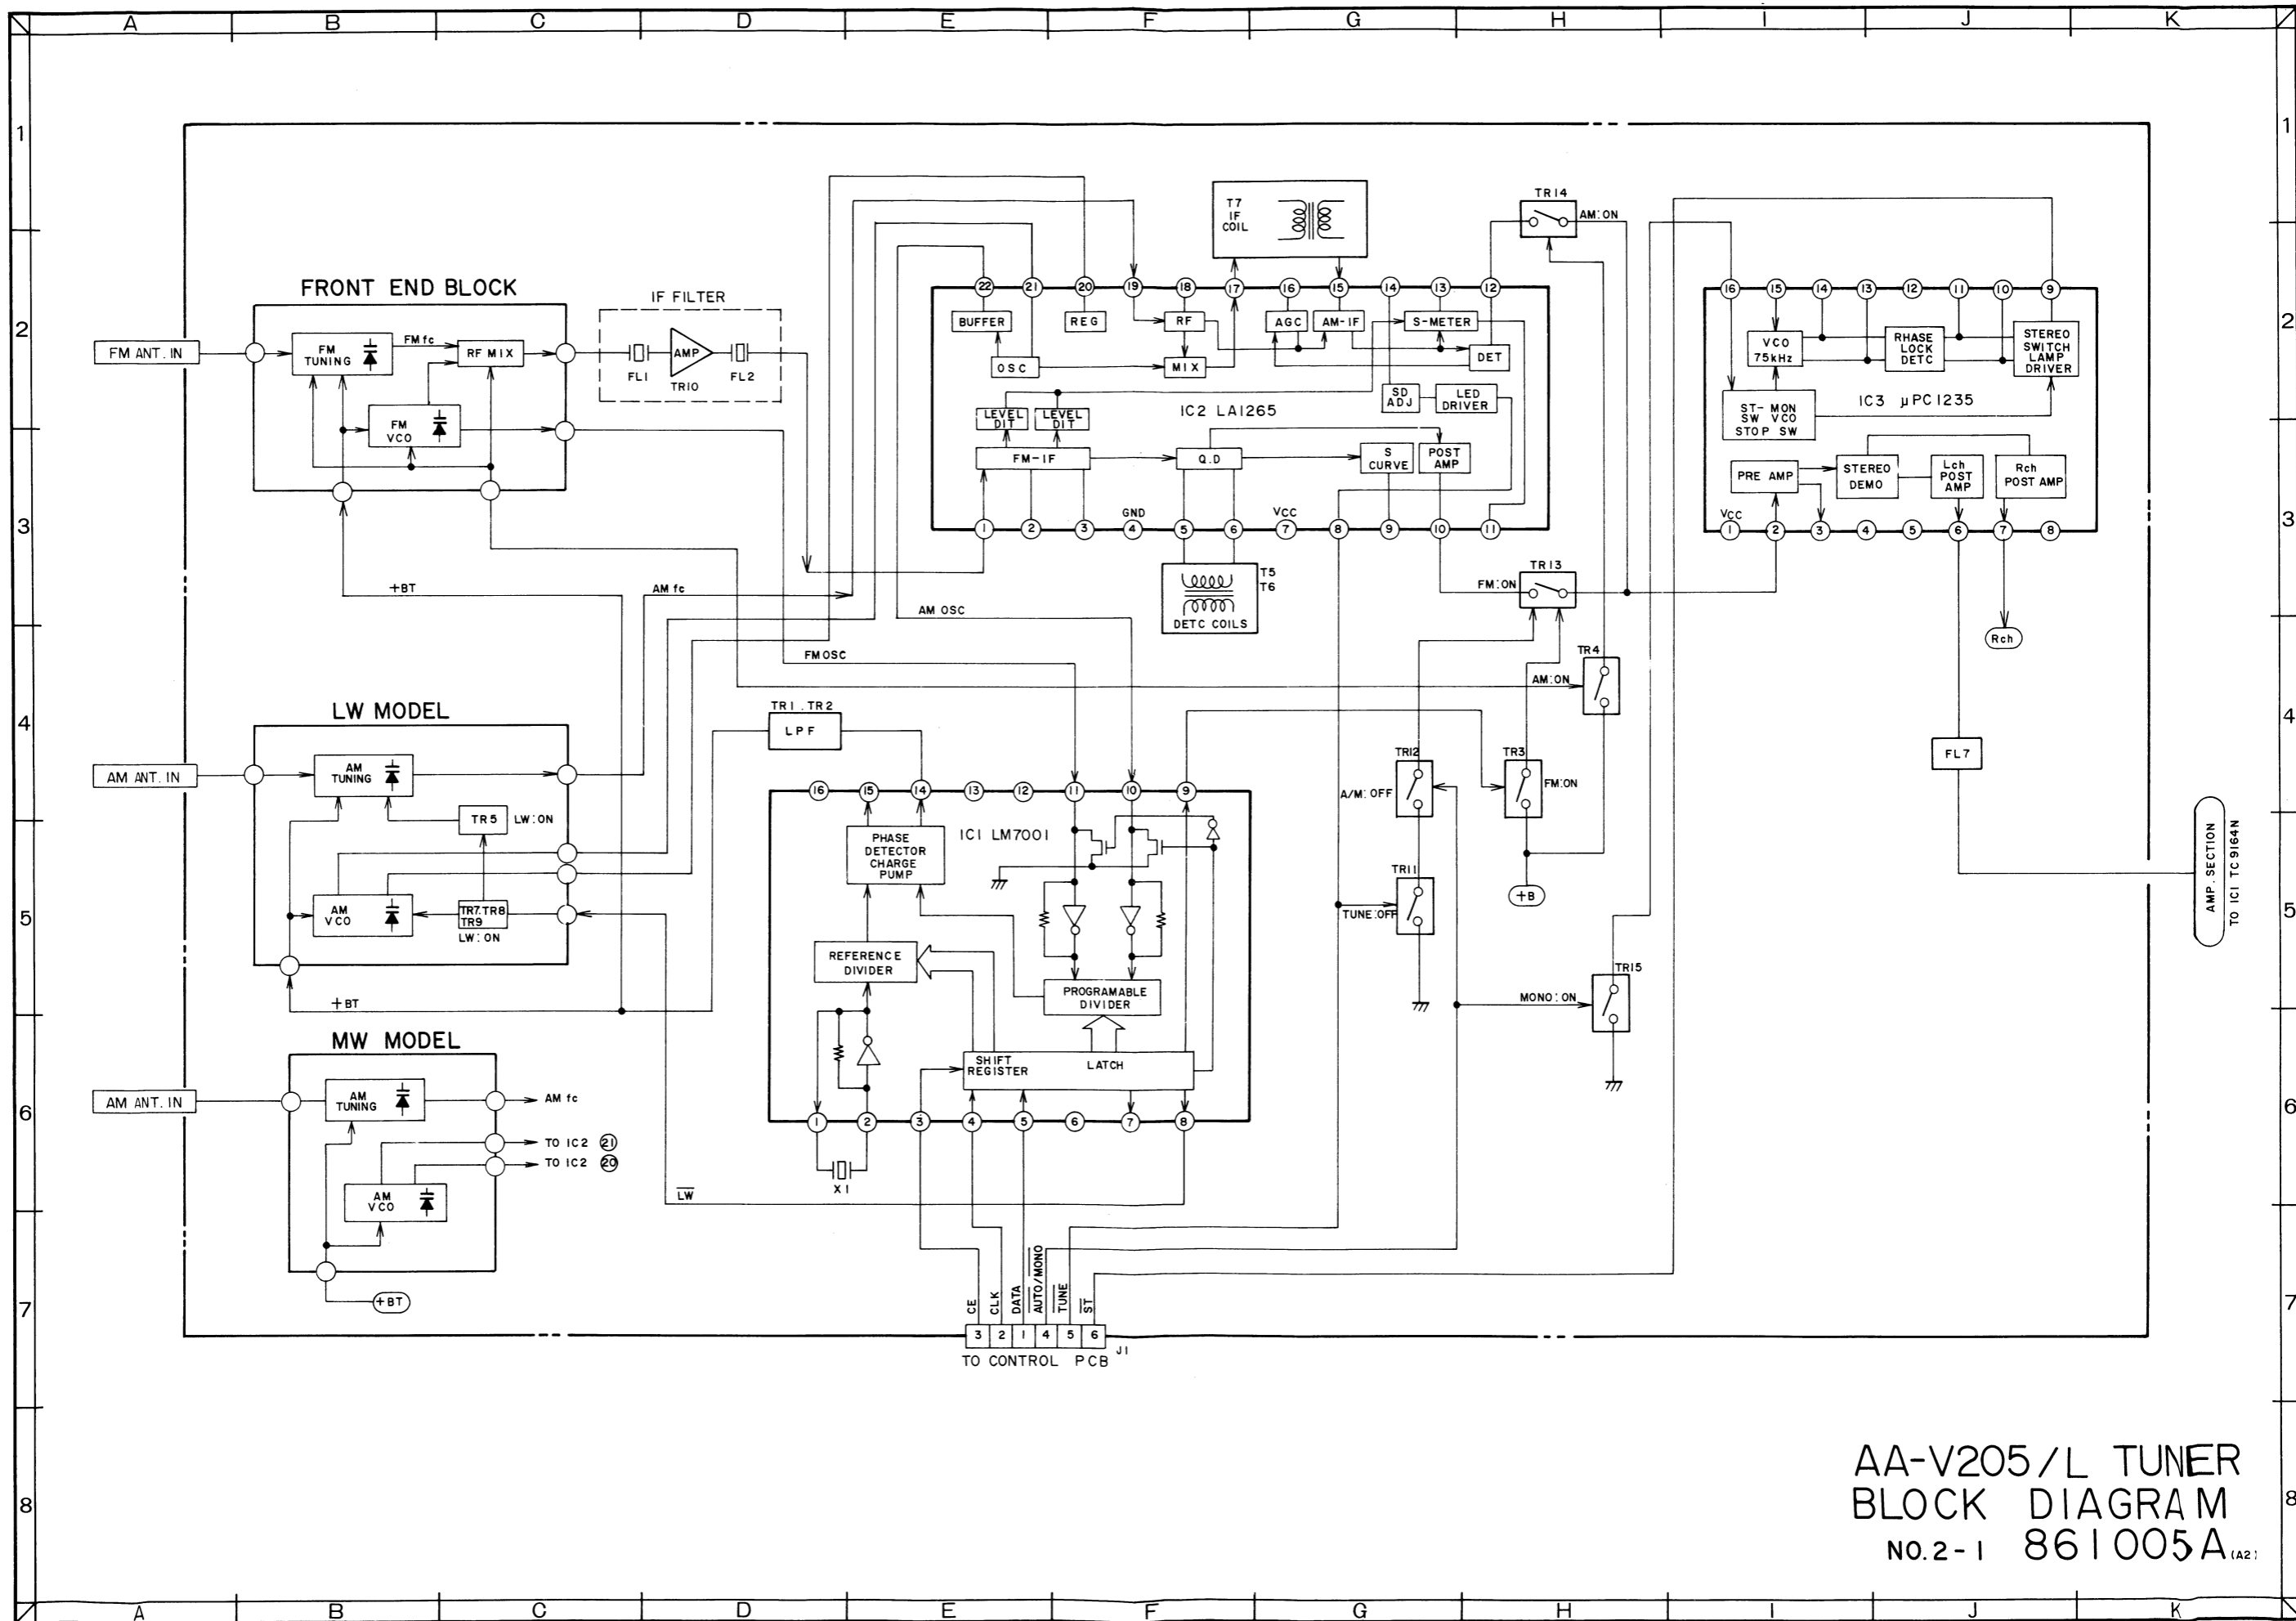 A B C D E F G H I J K
1 1
TR14
AM:ON
T7
IF
COIL
FRONT END BLOCK
IF FILTER
22 21 20 19 18 17 16 15 14 13 12
16 15 14 13 12 11 10 9
2 2
FM ANT. IN
FM
TUNING
FM fc
RF MIX
FM
VCO
FL1
AMP
TR10
FL2
BUFFER
REG
RF
AGC
AM-IF
S-METER
OSC
MIX
DET
SD
ADJ
LED
DRIVER
LEVEL
DIT
LEVEL
DIT
IC2 LA1265
FM-IF
Q.D
S
CURVE
POST
AMP
VCO
75kHz
RHASE
LOCK
DETC
STEREO
SWITCH
LAMP
DRIVER
ST-MON
SW VCO
STOP SW
IC3 μPC1235
PRE AMP
STEREO
DEMO
Lch
POST
AMP
Rch
POST AMP
GND
VCC
VCC
3 3
1 2 3 4 5 6 7 8 9 10 11
1 2 3 4 5 6 7 8
+BT
AM fc
T5
T6
DETC COILS
TR13
FM:ON
AM OSC
FM OSC
Rch
TR4
AM:ON
4 4
LW MODEL
AM ANT. IN
AM
TUNING
TR5
LW:ON
AM
VCO
TR7.TR8
TR9
LW:ON
+BT
TR1.TR2
LPF
TR12
A/M:OFF
TR3
FM:ON
FL7
16 15 14 13 12 11 10 9
IC1 LM7001
PHASE
DETECTOR
CHARGE
PUMP
TR11
TUNE:OFF
+B
5 5
AMP. SECTION
TO IC1 TC9164N
REFERENCE
DIVIDER
PROGRAMABLE
DIVIDER
TR15
MONO:ON
SHIFT
REGISTER
LATCH
1 2 3 4 5 6 7 8
X1
MW MODEL
6 6
AM ANT. IN
AM
TUNING
AM fc
TO IC2 21
TO IC2 20
AM
VCO
+BT
LW
7 7
CE
CLK
DATA
AUTO/MONO
TUNE
ST
3 2 1 4 5 6
J1
TO CONTROL PCB
8 8
AA-V205/L TUNER
BLOCK DIAGRAM
NO.2-1 861005A (A2)
A B C D E F G H I J K